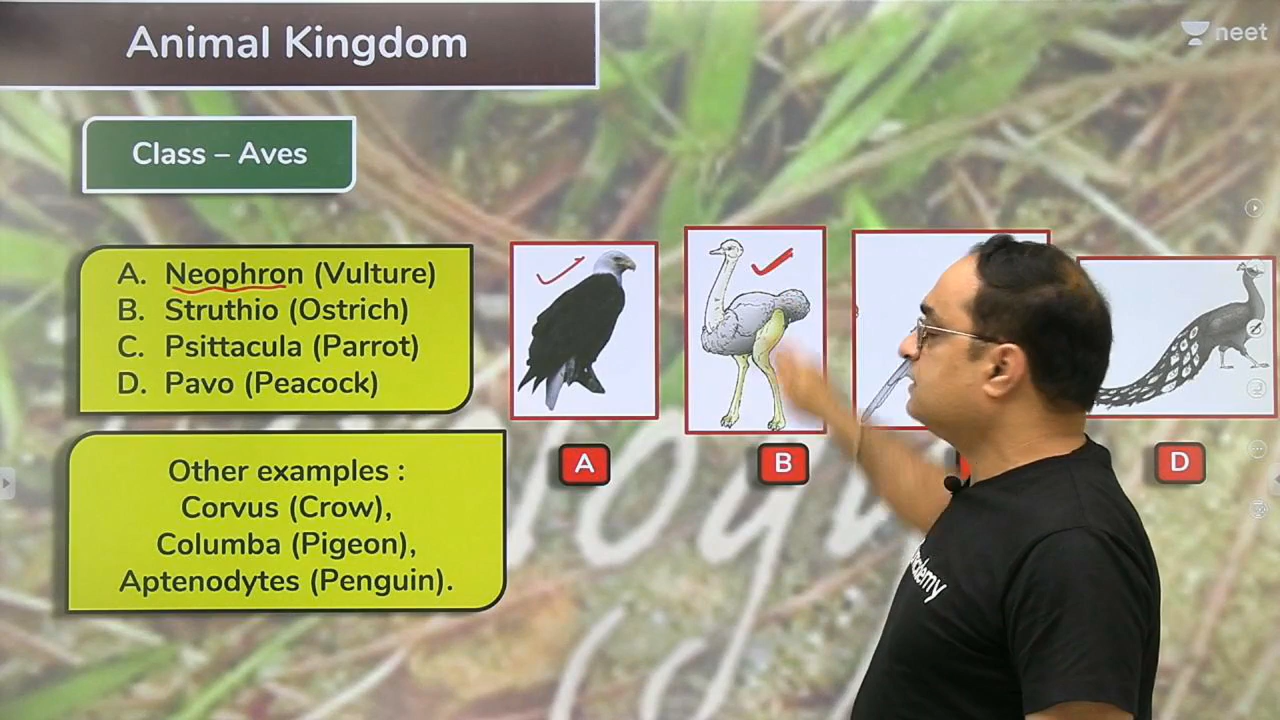 Animal Kingdom
neet
Class – Aves
A. Neophron (Vulture)
B. Struthio (Ostrich)
C. Psittacula (Parrot)
D. Pavo (Peacock)
Other examples :
Corvus (Crow),
Columba (Pigeon),
Aptenodytes (Penguin).
A
B
D